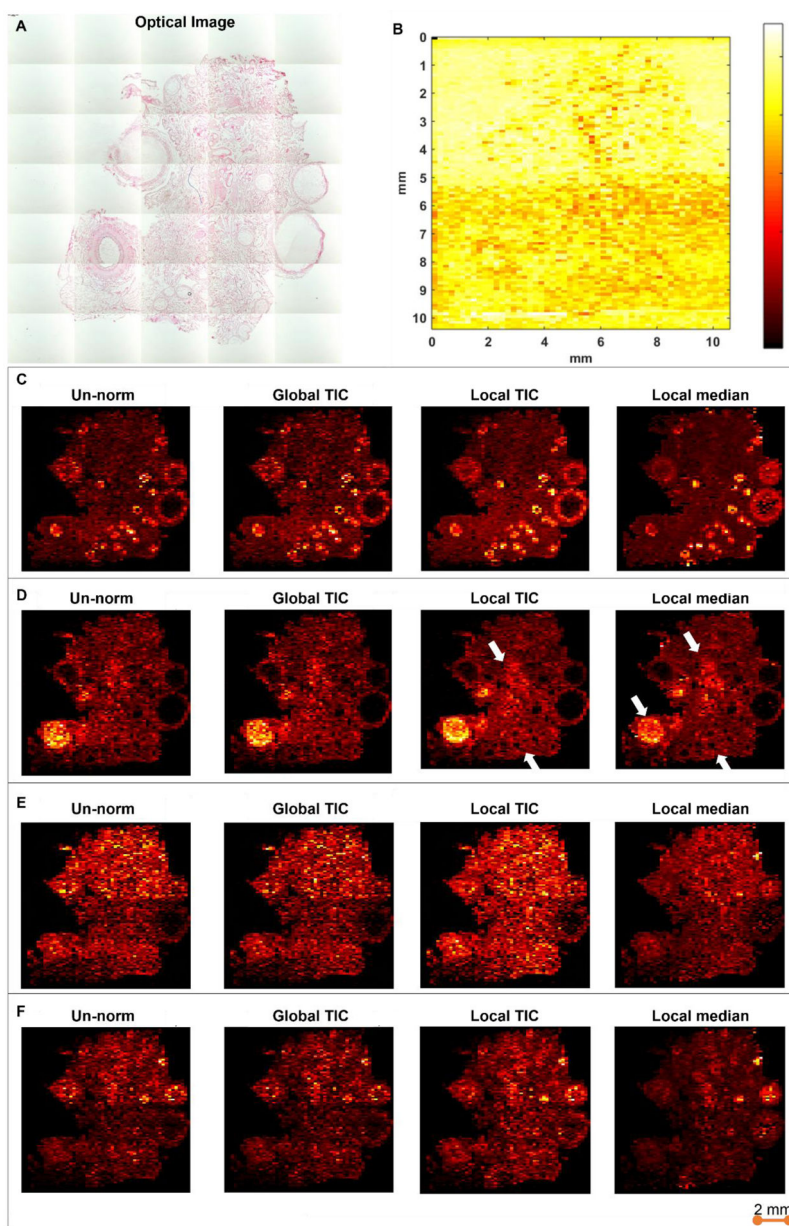 A
Optical Image
B
0
1
2
3
4
5
6
7
8
9
10
mm
0 2 4 6 8 10
mm
C
Un-norm Global TIC Local TIC Local median
D
Un-norm Global TIC Local TIC Local median
E
Un-norm Global TIC Local TIC Local median
F
Un-norm Global TIC Local TIC Local median
2 mm